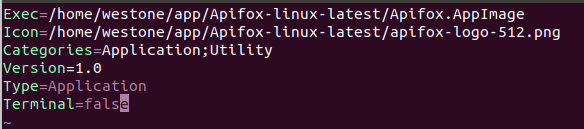 Exec=/home/westone/app/Apifox-linux-latest/Apifox.AppImage
Icon=/home/westone/app/Apifox-linux-latest/apifox-logo-512.png
Categories=Application;Utility
Version=1.0
Type=Application
Terminal=false
~